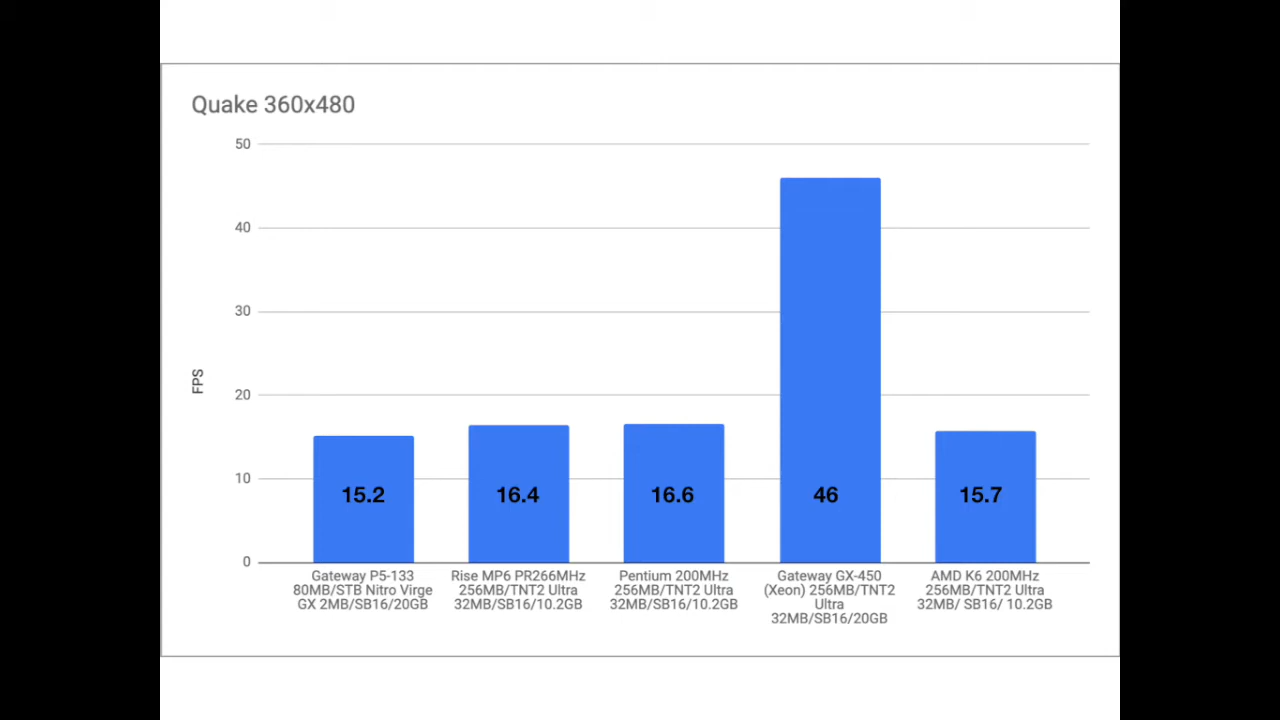 Quake 360x480
50
40
30
20
10
0
FPS
15.2
16.4
16.6
46
15.7
Gateway P5-133
80MB/STB Nitro Virge
GX 2MB/SB16/20GB
Rise MP6 PR266MHz
256MB/TNT2 Ultra
32MB/SB16/10.2GB
Pentium 200MHz
256MB/TNT2 Ultra
32MB/SB16/10.2GB
Gateway GX-450
(Xeon) 256MB/TNT2
Ultra
32MB/SB16/20GB
AMD K6 200MHz
256MB/TNT2 Ultra
32MB/ SB16/ 10.2GB